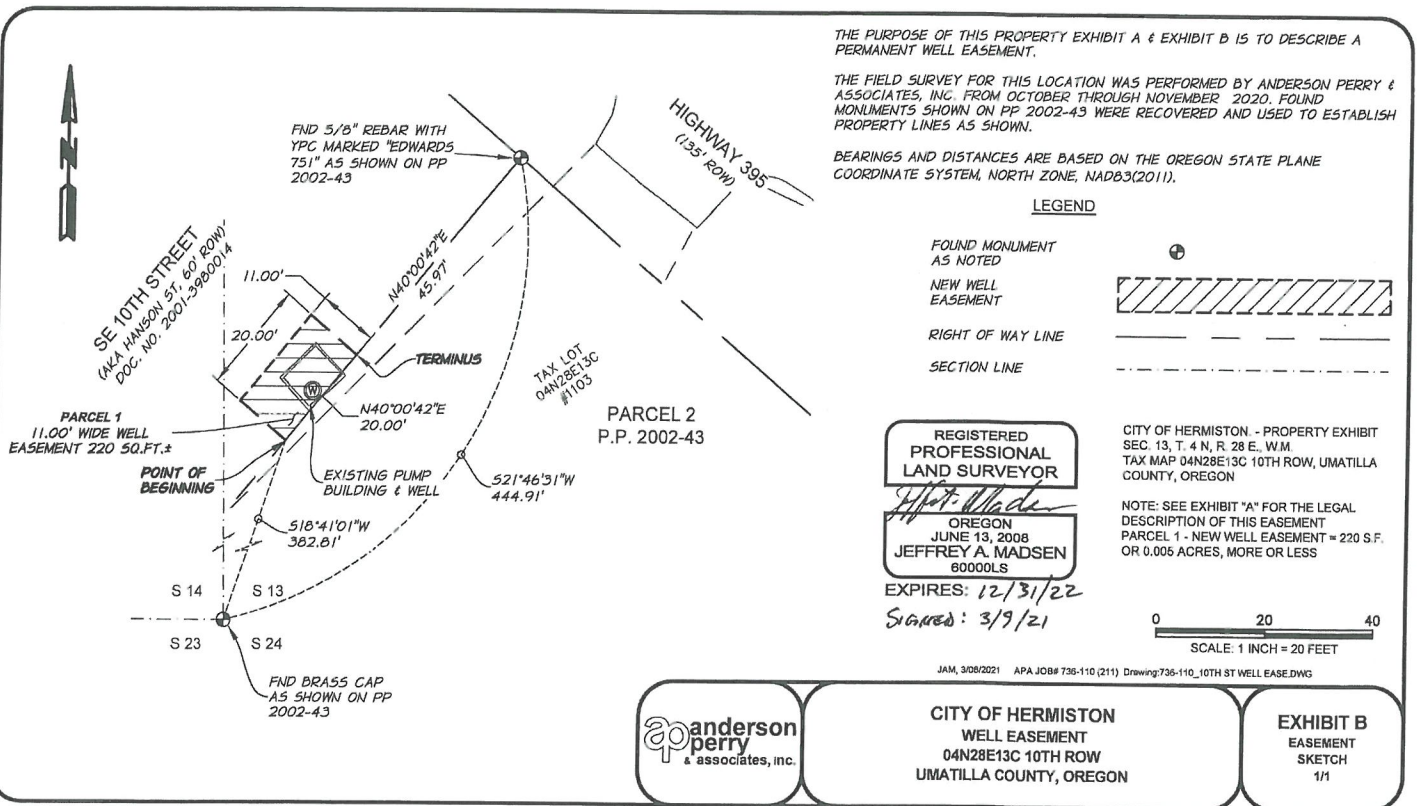 THE PURPOSE OF THIS PROPERTY EXHIBIT A & EXHIBIT B IS TO DESCRIBE A
PERMANENT WELL EASEMENT.
THE FIELD SURVEY FOR THIS LOCATION WAS PERFORMED BY ANDERSON PERRY &
ASSOCIATES, INC. FROM OCTOBER THROUGH NOVEMBER 2020. FOUND
MONUMENTS SHOWN ON PP 2002-43 WERE RECOVERED AND USED TO ESTABLISH
PROPERTY LINES AS SHOWN.
BEARINGS AND DISTANCES ARE BASED ON THE OREGON STATE PLANE
COORDINATE SYSTEM, NORTH ZONE, NAD83(2011).
LEGEND
FOUND MONUMENT
AS NOTED
NEW WELL
EASEMENT
RIGHT OF WAY LINE
SECTION LINE
N
FND 5/8" REBAR WITH
YPC MARKED "EDWARDS
751" AS SHOWN ON PP
2002-43
HIGHWAY 395
(135' ROW)
SE 10TH STREET
(AKA HANSON ST, 60' ROW)
DOC. NO. 2001-3980014
11.00'
20.00'
N40°00'42"E
45.97'
TERMINUS
W
N40°00'42"E
20.00'
TAX LOT
04N28E13C
#1103
PARCEL 2
P.P. 2002-43
PARCEL 1
11.00' WIDE WELL
EASEMENT 220 SQ.FT.±
POINT OF
BEGINNING
EXISTING PUMP
BUILDING & WELL
S21°46'31"W
444.91'
S18°41'01"W
382.81'
S 14
S 13
S 23
S 24
FND BRASS CAP
AS SHOWN ON PP
2002-43
REGISTERED
PROFESSIONAL
LAND SURVEYOR
OREGON
JUNE 13, 2008
JEFFREY A. MADSEN
60000LS
EXPIRES: 12/31/22
SIGNED: 3/9/21
CITY OF HERMISTON. - PROPERTY EXHIBIT
SEC. 13, T. 4 N, R. 28 E., W.M.
TAX MAP 04N28E13C 10TH ROW, UMATILLA
COUNTY, OREGON
NOTE: SEE EXHIBIT "A" FOR THE LEGAL
DESCRIPTION OF THIS EASEMENT
PARCEL 1 - NEW WELL EASEMENT = 220 S.F.
OR 0.005 ACRES, MORE OR LESS
0 20 40
SCALE: 1 INCH = 20 FEET
JAM, 3/08/2021 APA JOB# 736-110 (211) Drawing:736-110_10TH ST WELL EASE.DWG
ap anderson
perry
& associates, inc.
CITY OF HERMISTON
WELL EASEMENT
04N28E13C 10TH ROW
UMATILLA COUNTY, OREGON
EXHIBIT B
EASEMENT
SKETCH
1/1